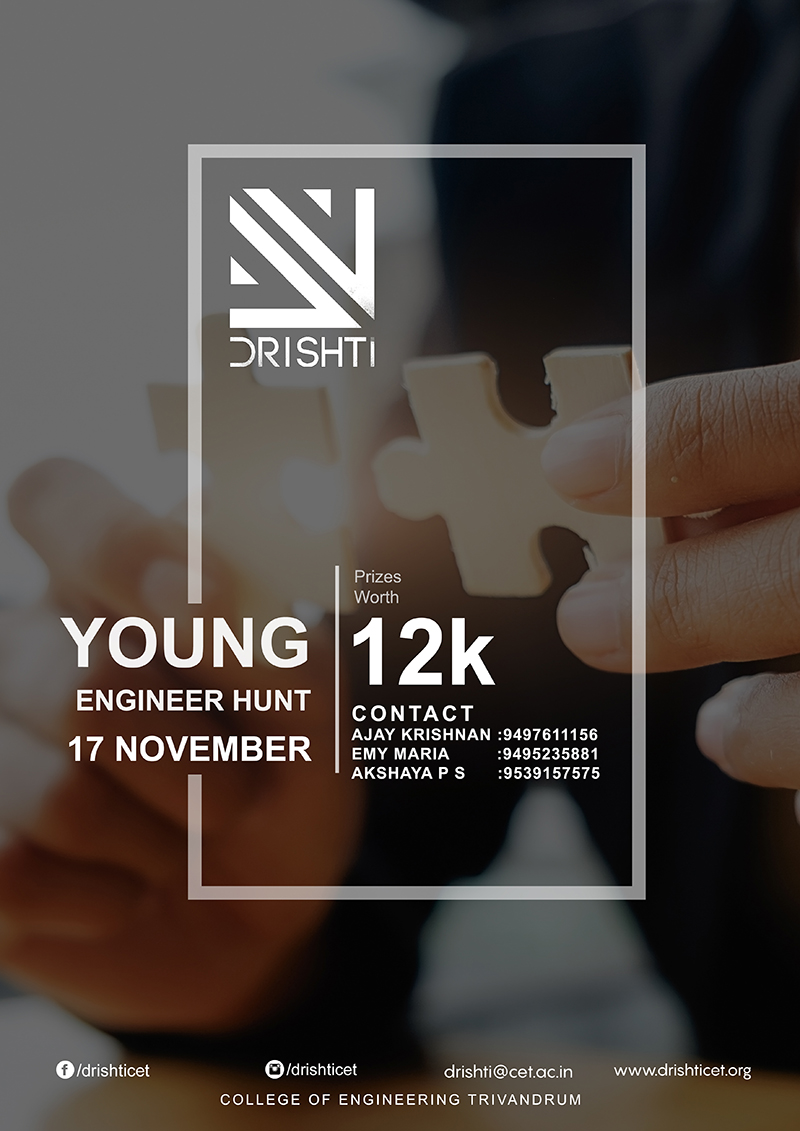 DRISHTI
Prizes
Worth
12k
YOUNG
ENGINEER HUNT
17 NOVEMBER
CONTACT
AJAY KRISHNAN :9497611156
EMY MARIA :9495235881
AKSHAYA P S :9539157575
/drishticet
/drishticet
drishti@cet.ac.in
www.drishticet.org
COLLEGE OF ENGINEERING TRIVANDRUM